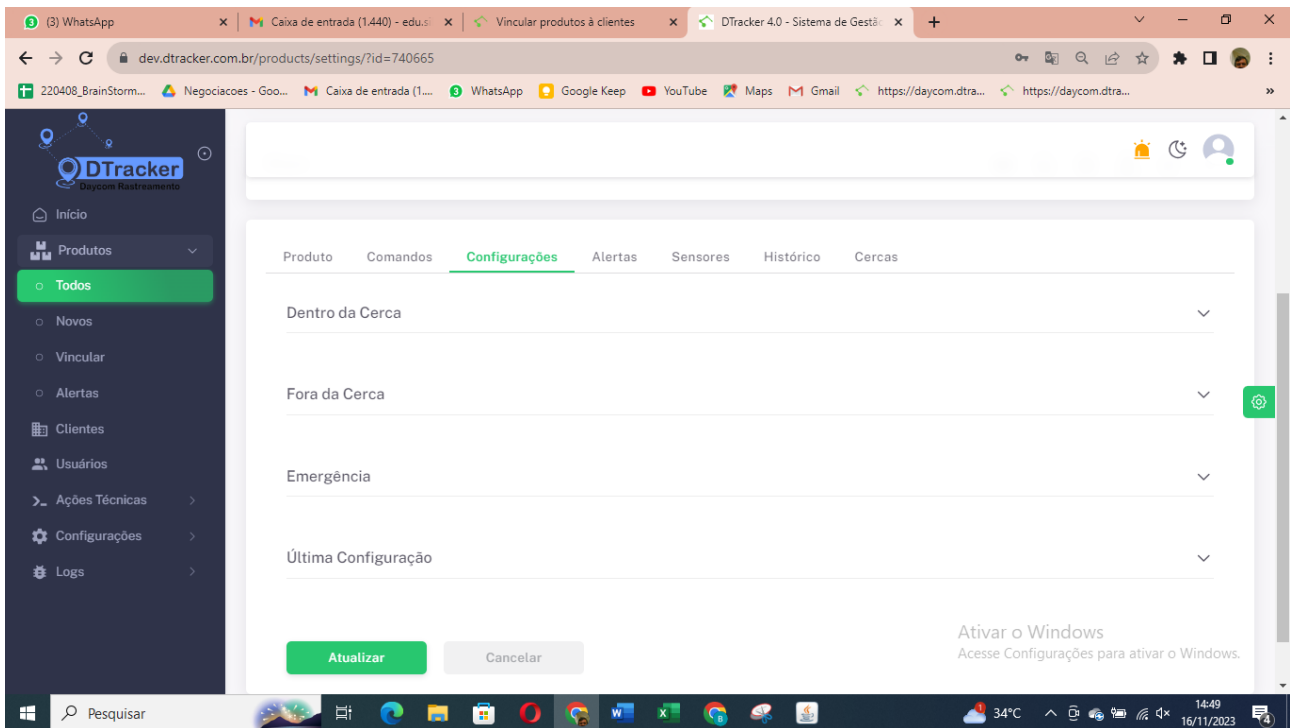 (3) WhatsApp
Caixa de entrada (1.440) - edu.si
Vincular produtos à clientes
DTracker 4.0 - Sistema de Gestão
dev.dtracker.com.br/products/settings/?id=740665
220408_BrainStorm...
Negociacoes - Goo...
Caixa de entrada (1....
WhatsApp
Google Keep
YouTube
Maps
Gmail
https://daycom.dtra...
https://daycom.dtra...
DTracker
Daycom Rastreamento
Início
Produtos
Todos
Novos
Vincular
Alertas
Clientes
Usuários
Ações Técnicas
Configurações
Logs
Produto
Comandos
Configurações
Alertas
Sensores
Histórico
Cercas
Dentro da Cerca
Fora da Cerca
Emergência
Última Configuração
Atualizar
Cancelar
Ativar o Windows
Acesse Configurações para ativar o Windows.
Pesquisar
34°C
14:49
16/11/2023
4